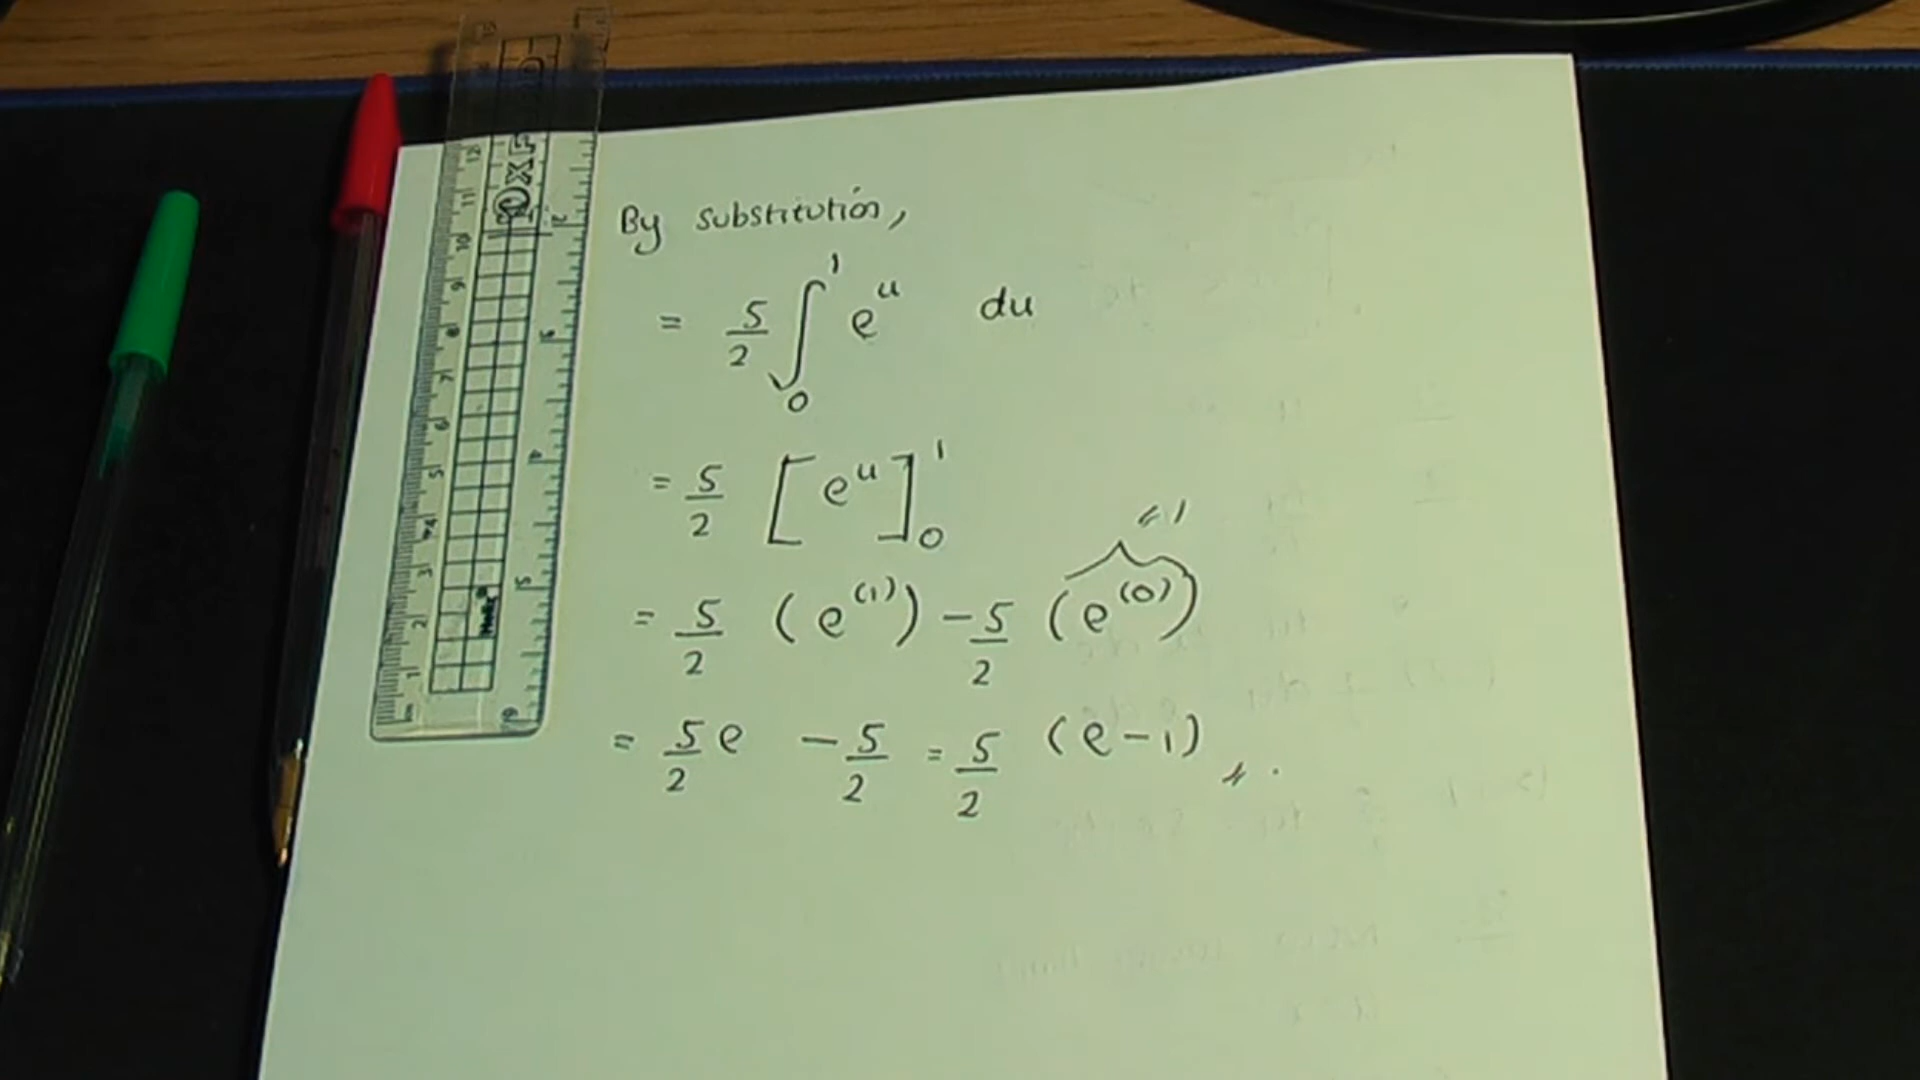 By substitution,
= 5/2 ∫₀¹ e^u du
= 5/2 [e^u]₀¹
= 1
= 5/2 (e^(1)) - 5/2 (e^(0))
= 5/2 e - 5/2 = 5/2 (e-1)